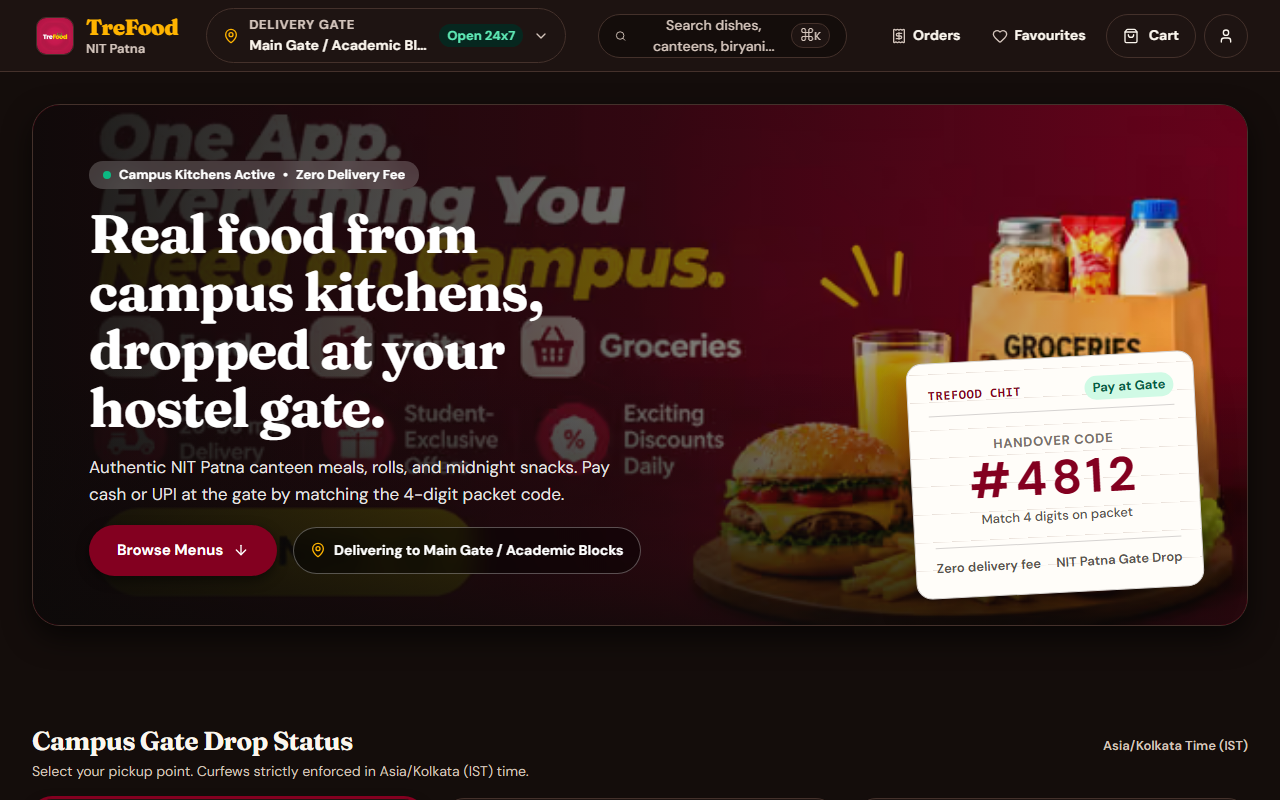 TreFood
TreFood
NIT Patna
DELIVERY GATE
Main Gate / Academic Bl...
Open 24x7
Search dishes,
canteens, biryani...
⌘K
Orders
Favourites
Cart
One App.
Everything You
Need on Campus.
Campus Kitchens Active • Zero Delivery Fee
Real food from
campus kitchens,
dropped at your
hostel gate.
Groceries
Delivery
Student-
Exclusive
Exciting
Discounts
Daily
Authentic NIT Patna canteen meals, rolls, and midnight snacks. Pay
cash or UPI at the gate by matching the 4-digit packet code.
Browse Menus
Delivering to Main Gate / Academic Blocks
GROCERIES
TREFOOD CHIT
Pay at Gate
HANDOVER CODE
#4812
Match 4 digits on packet
Zero delivery fee
NIT Patna Gate Drop
Campus Gate Drop Status
Asia/Kolkata Time (IST)
Select your pickup point. Curfews strictly enforced in Asia/Kolkata (IST) time.